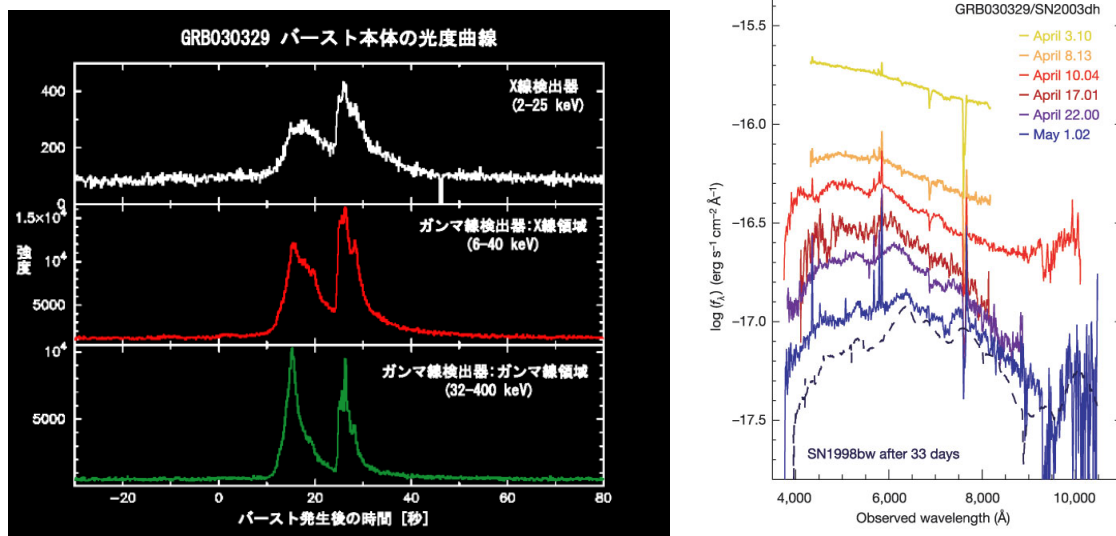 GRB030329 バースト本体の光度曲線
X線検出器
(2–25 keV)
400
200
0
ガンマ線検出器:X線領域
(6–40 keV)
1.5×10⁴
10⁴
5000
強度
ガンマ線検出器:ガンマ線領域
(32–400 keV)
10⁴
5000
−20
0
20
40
60
80
バースト発生後の時間 [秒]
GRB030329/SN2003dh
April 3.10
April 8.13
April 10.04
April 17.01
April 22.00
May 1.02
−15.5
−16.0
−16.5
−17.0
−17.5
log (fλ) (erg s⁻¹ cm⁻² Å⁻¹)
SN1998bw after 33 days
4,000
6,000
8,000
10,000
Observed wavelength (Å)